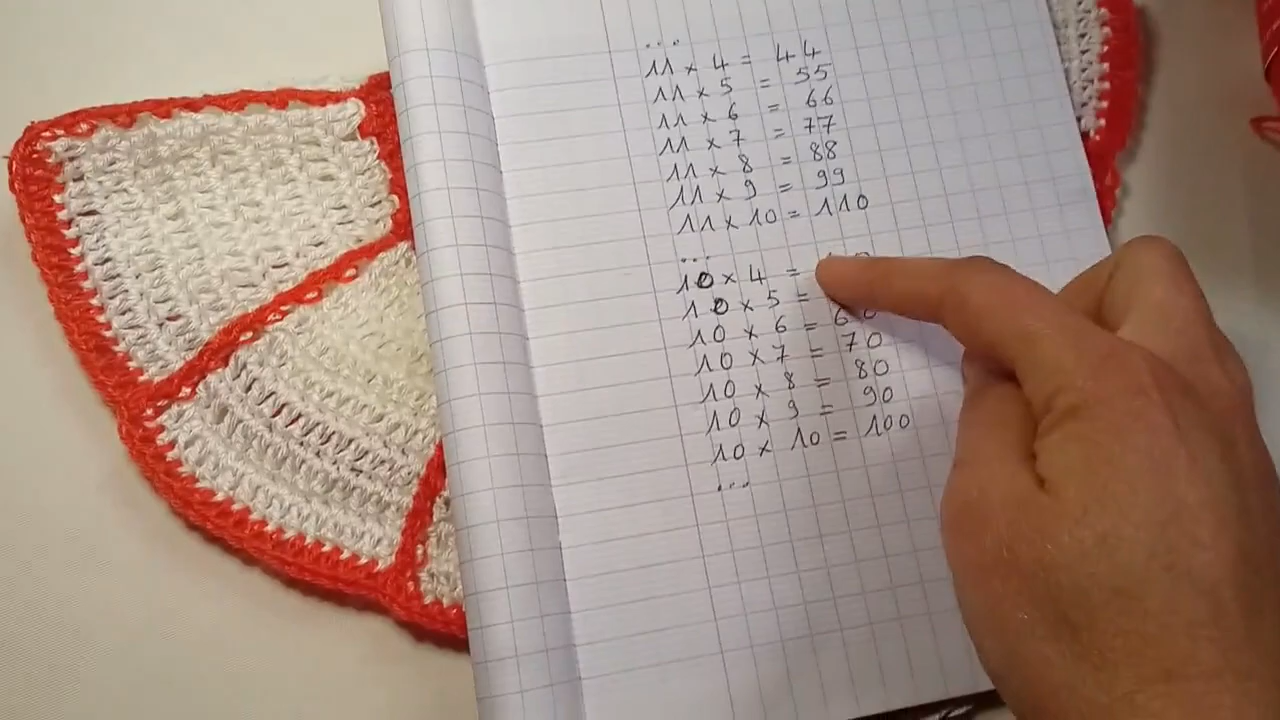 ...
11 x 4 = 44
11 x 5 = 55
11 x 6 = 66
11 x 7 = 77
11 x 8 = 88
11 x 9 = 99
11 x 10 = 110
...
10 x 4 =
10 x 5 =
10 x 6 = 60
10 x 7 = 70
10 x 8 = 80
10 x 9 = 90
10 x 10 = 100
...